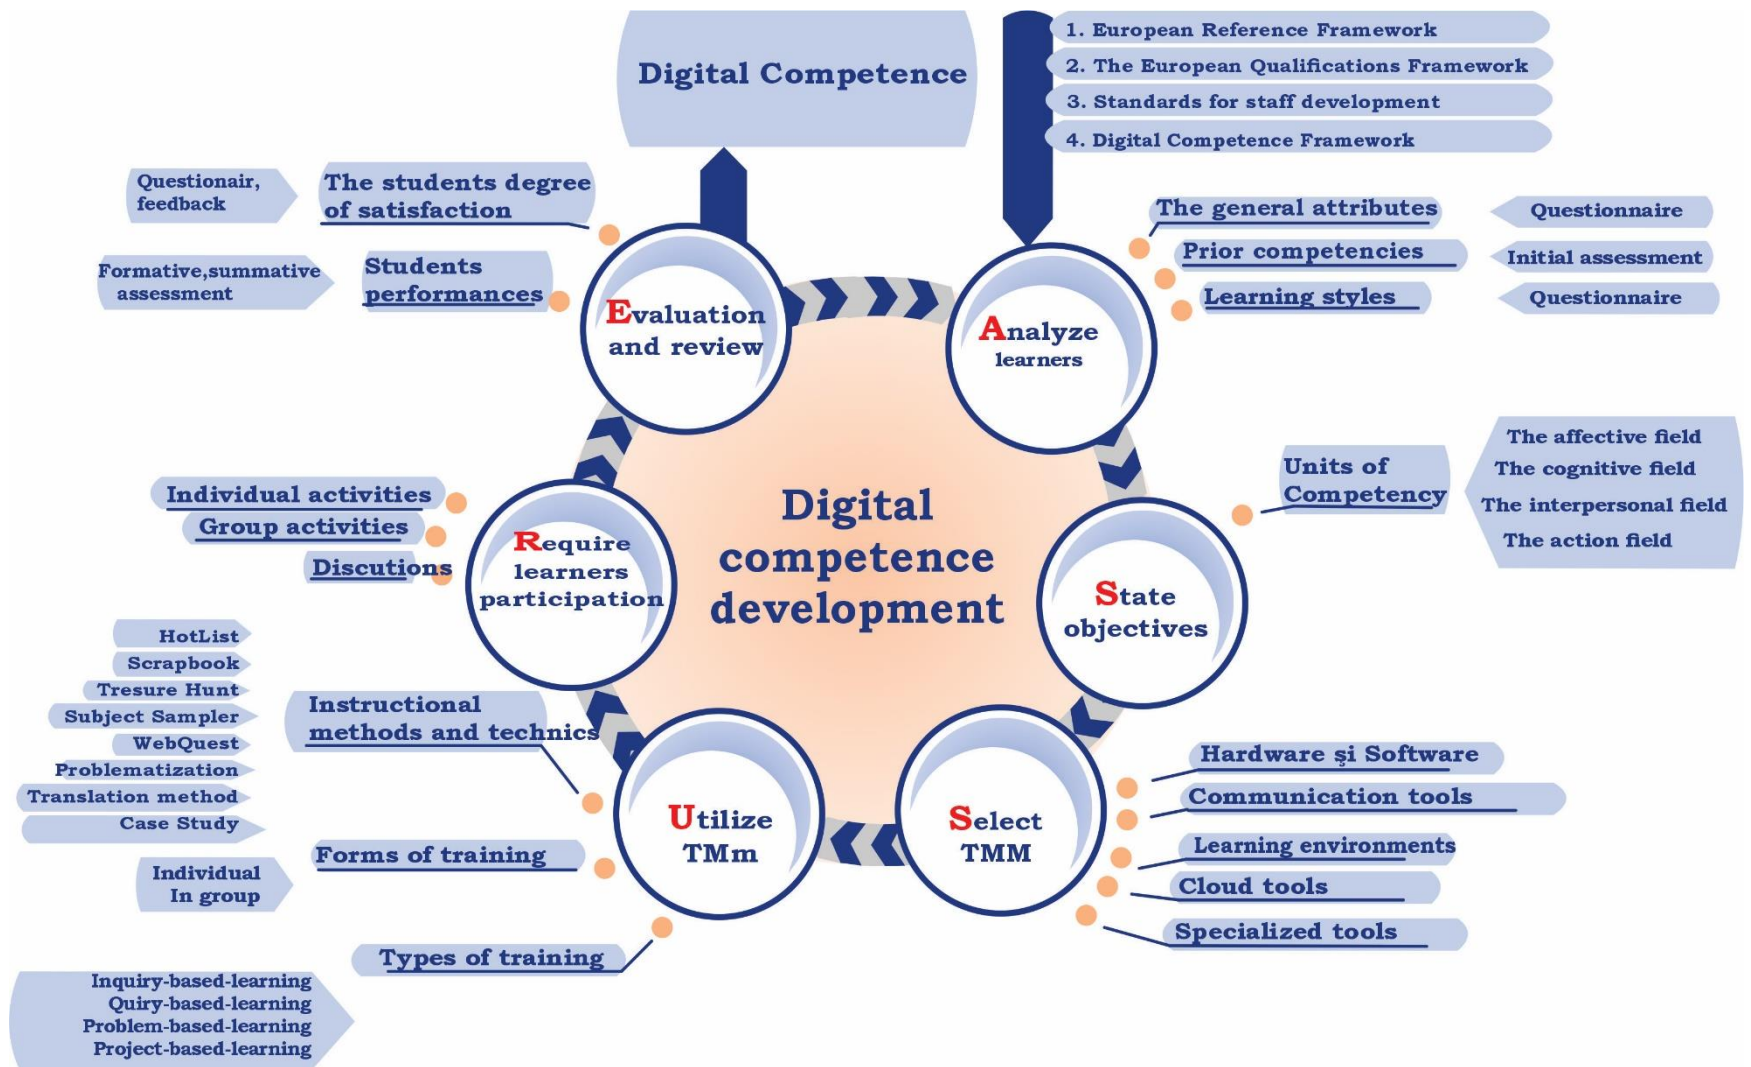 Digital Competence
1. European Reference Framework
2. The European Qualifications Framework
3. Standards for staff development
4. Digital Competence Framework
Questionair,
feedback
The students degree
of satisfaction
Formative,summative
assessment
Students
performances
Evaluation
and review
Analyze
learners
The general attributes
Questionnaire
Prior competencies
Initial assessment
Learning styles
Questionnaire
Units of
Competency
The affective field
The cognitive field
The interpersonal field
The action field
Digital
competence
development
State
objectives
Select
TMM
Hardware şi Software
Communication tools
Learning environments
Cloud tools
Specialized tools
Individual activities
Group activities
Discutions
Require
learners
participation
HotList
Scrapbook
Tresure Hunt
Subject Sampler
WebQuest
Problematization
Translation method
Case Study
Instructional
methods and technics
Utilize
TMm
Forms of training
Individual
In group
Types of training
Inquiry-based-learning
Quiry-based-learning
Problem-based-learning
Project-based-learning